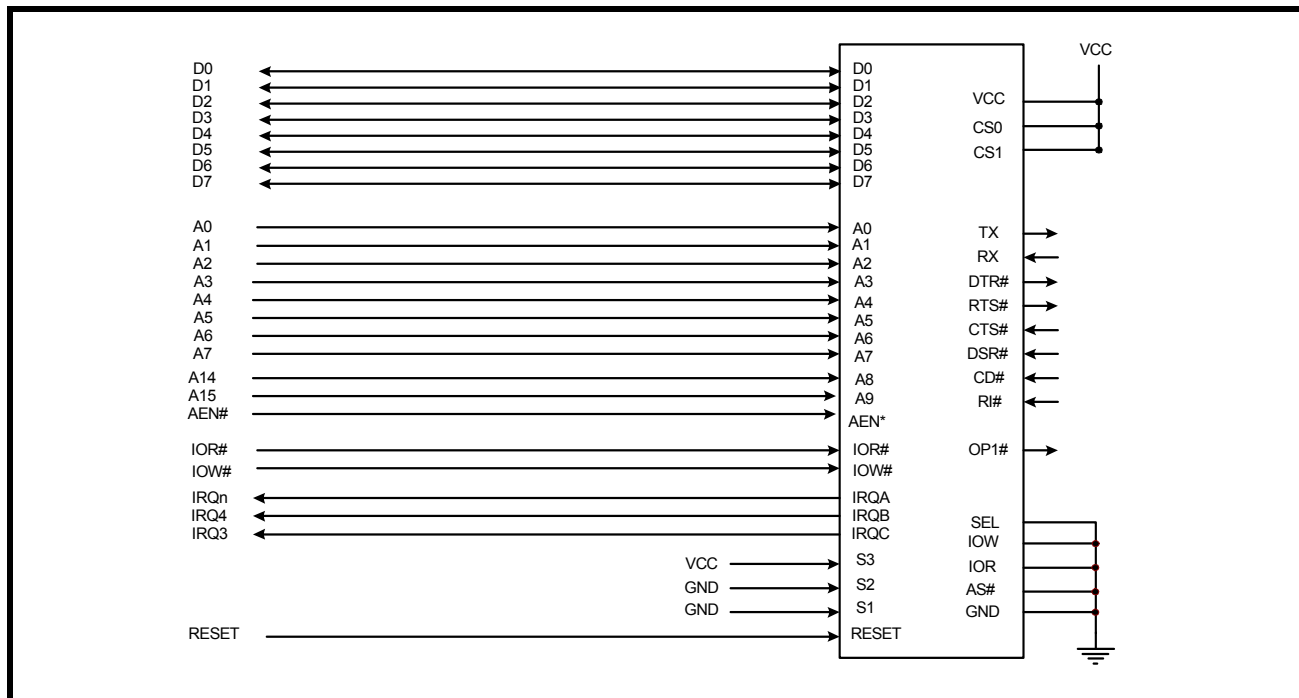 VCC
D0 D0
D1 D1
D2 D2
D3 D3
D4 D4
D5 D5
D6 D6
D7 D7
VCC
CS0
CS1
A0 A0
A1 A1
A2 A2
A3 A3
A4 A4
A5 A5
A6 A6
A7 A7
A14 A8
A15 A9
AEN# AEN*
IOR# IOR#
IOW# IOW#
IRQn IRQA
IRQ4 IRQB
IRQ3 IRQC
VCC S3
GND S2
GND S1
RESET RESET
TX
RX
DTR#
RTS#
CTS#
DSR#
CD#
RI#
OP1#
SEL
IOW
IOR
AS#
GND